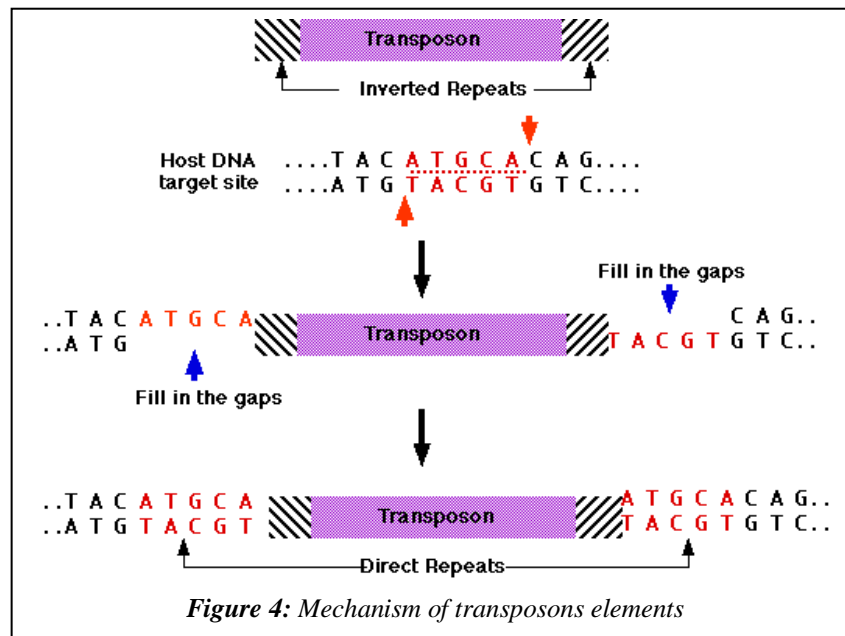 Transposon
Inverted Repeats
Host DNA
target site
....T A C A T G C A C A G....
....A T G T A C G T G T C....
Fill in the gaps
..T A C A T G C A
..A T G
Transposon
C A G..
T A C G T G T C..
Fill in the gaps
..T A C A T G C A
..A T G T A C G T
Transposon
A T G C A C A G..
T A C G T G T C..
Direct Repeats
Figure 4: Mechanism of transposons elements